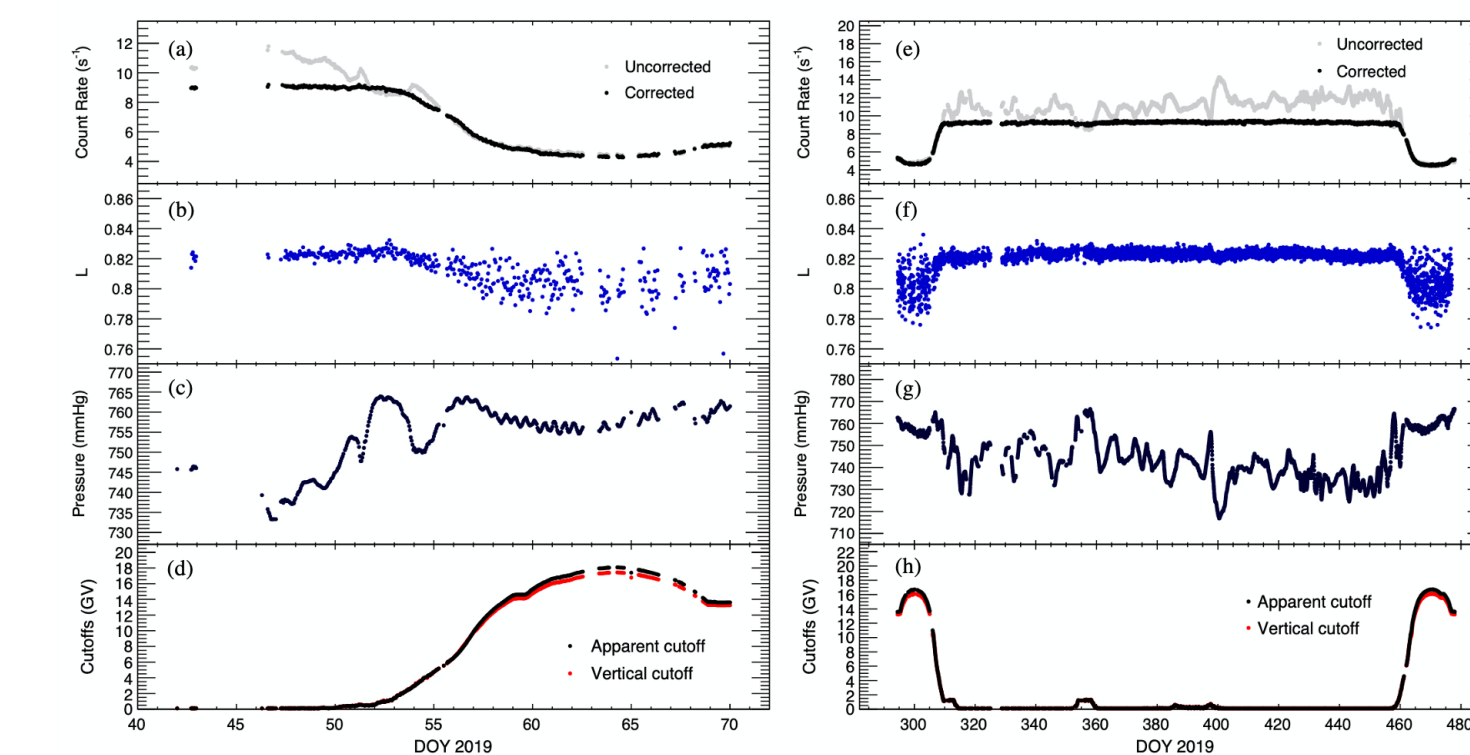 (a)
Uncorrected
Corrected
Count Rate (s⁻¹)
12
10
8
6
4
(b)
L
0.86
0.84
0.82
0.8
0.78
0.76
(c)
Pressure (mmHg)
770
765
760
755
750
745
740
735
730
(d)
Apparent cutoff
Vertical cutoff
Cutoffs (GV)
20
18
16
14
12
10
8
6
4
2
0
40 45 50 55 60 65 70
DOY 2019
(e)
Uncorrected
Corrected
Count Rate (s⁻¹)
20
18
16
14
12
10
8
6
4
(f)
L
0.86
0.84
0.82
0.8
0.78
0.76
(g)
Pressure (mmHg)
780
770
760
750
740
730
720
710
(h)
Apparent cutoff
Vertical cutoff
Cutoffs (GV)
22
20
18
16
14
12
10
8
6
4
2
0
300 320 340 360 380 400 420 440 460 480
DOY 2019